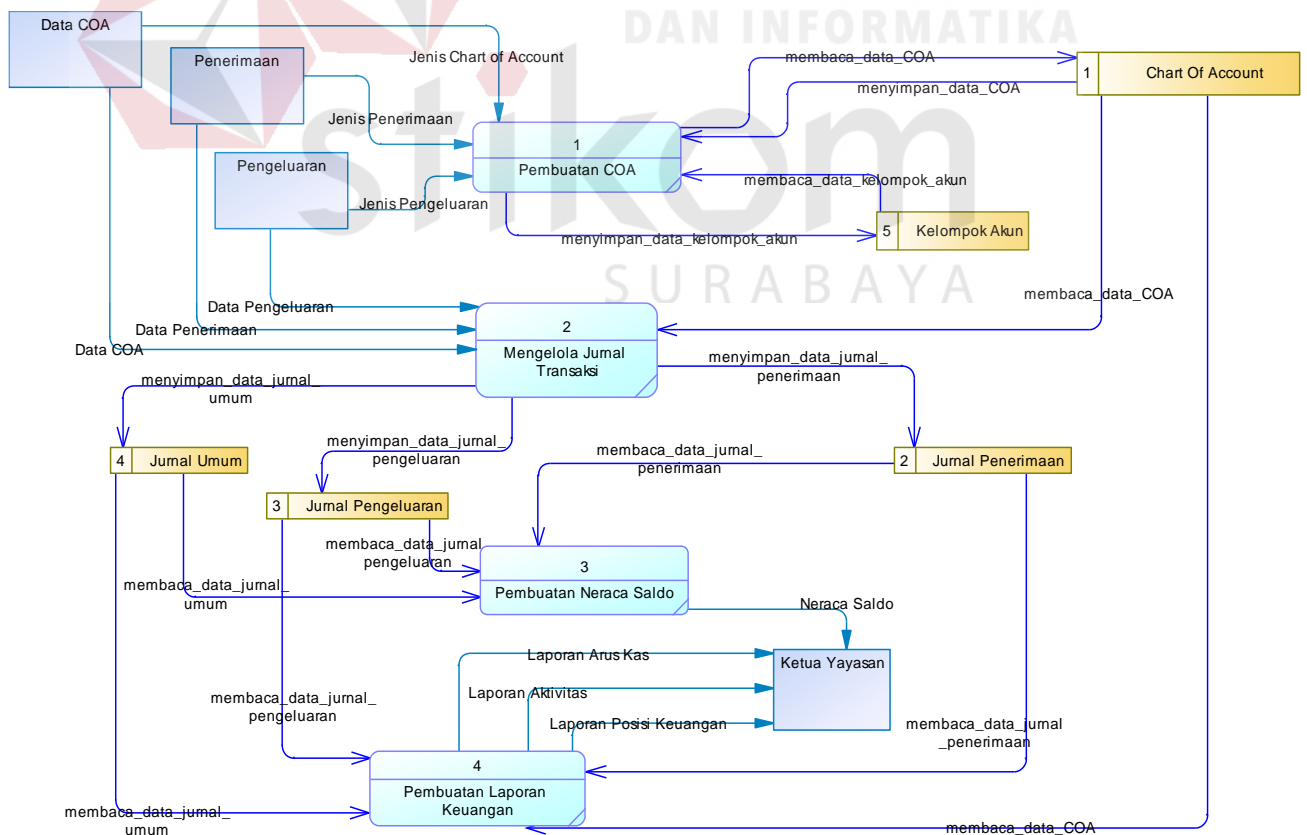 DAN INFORMATIKA
stikom
SURABAYA
Data COA
Penerimaan
Pengeluaran
Jenis Chart of Account
Jenis Penerimaan
Jenis Pengeluaran
1
Pembuatan COA
membaca_data_COA
menyimpan_data_COA
1 Chart Of Account
membaca_data_kelompok_akun
5 Kelompok Akun
menyimpan_data_kelompok_akun
membaca_data_COA
Data Pengeluaran
Data Penerimaan
Data COA
2
Mengelola Jurnal
Transaksi
menyimpan_data_jurnal_
penerimaan
menyimpan_data_jurnal_
umum
menyimpan_data_jurnal_
pengeluaran
membaca_data_jurnal_
penerimaan
4 Jurnal Umum
2 Jurnal Penerimaan
3 Jurnal Pengeluaran
membaca_data_jurnal_
pengeluaran
membaca_data_jurnal_
umum
3
Pembuatan Neraca Saldo
Neraca Saldo
Ketua Yayasan
Laporan Arus Kas
Laporan Aktivitas
Laporan Posisi Keuangan
membaca_data_jurnal_
pengeluaran
membaca_data_jurnal
_penerimaan
4
Pembuatan Laporan
Keuangan
membaca_data_jurnal_
umum
membaca_data_COA